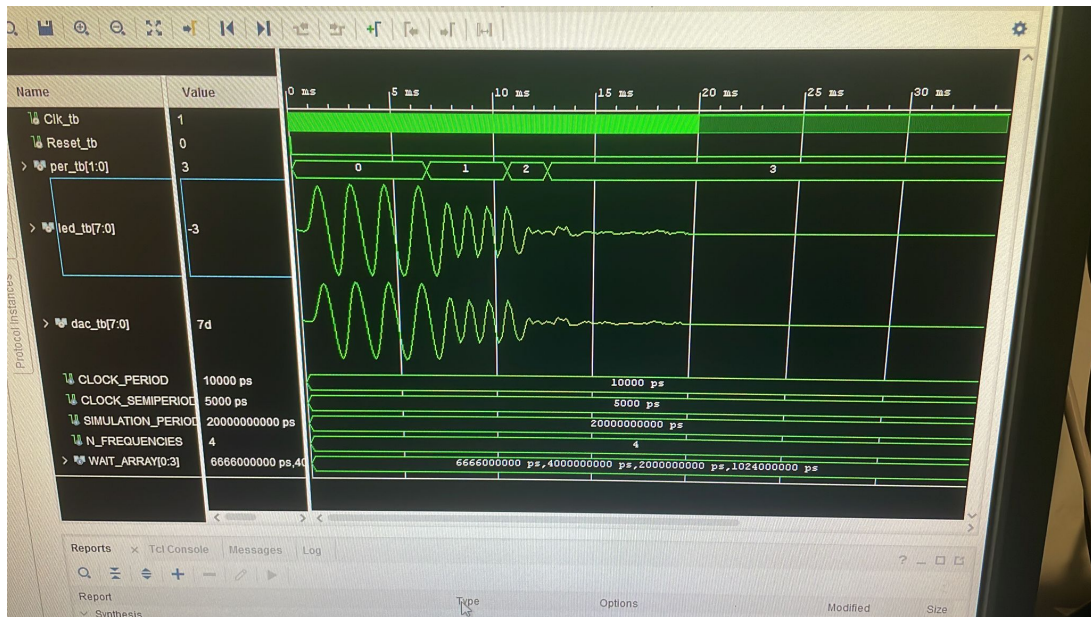 Name Value 0 ms 5 ms 10 ms 15 ms 20 ms 25 ms 30 ms
Clk_tb 1
Reset_tb 0
per_tb[1:0] 3 0 1 2 3
led_tb[7:0] -3
dac_tb[7:0] 7d
CLOCK_PERIOD 10000 ps 10000 ps
CLOCK_SEMIPERIOD 5000 ps 5000 ps
SIMULATION_PERIOD 20000000000 ps 20000000000 ps
N_FREQUENCIES 4 4
WAIT_ARRAY[0:3] 6666000000 ps,40 6666000000 ps,4000000000 ps,2000000000 ps,1024000000 ps
Protocol Instances
Reports Tcl Console Messages Log
Report Type Options Modified Size
Synthesis